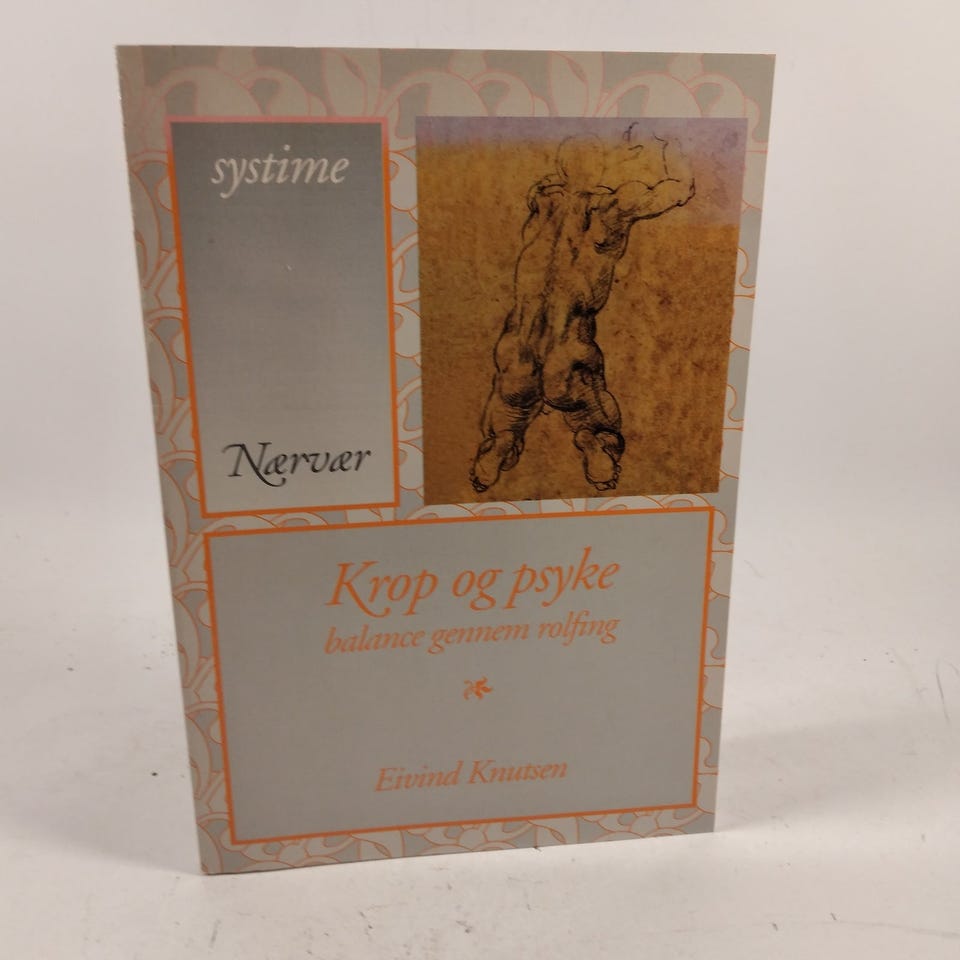 systime
Nærvær
Krop og psyke
balance gennem rolfing
Eivind Knutsen